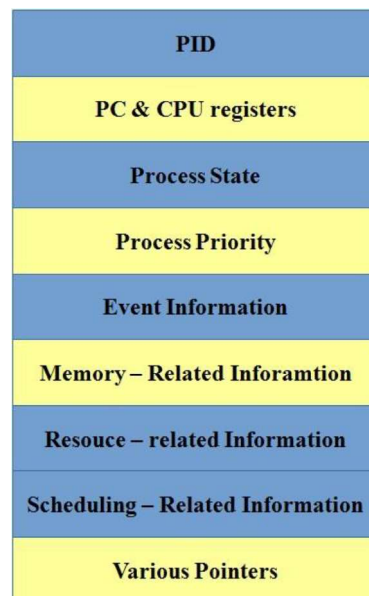 PID
PC & CPU registers
Process State
Process Priority
Event Information
Memory – Related Inforamtion
Resouce – related Information
Scheduling – Related Information
Various Pointers